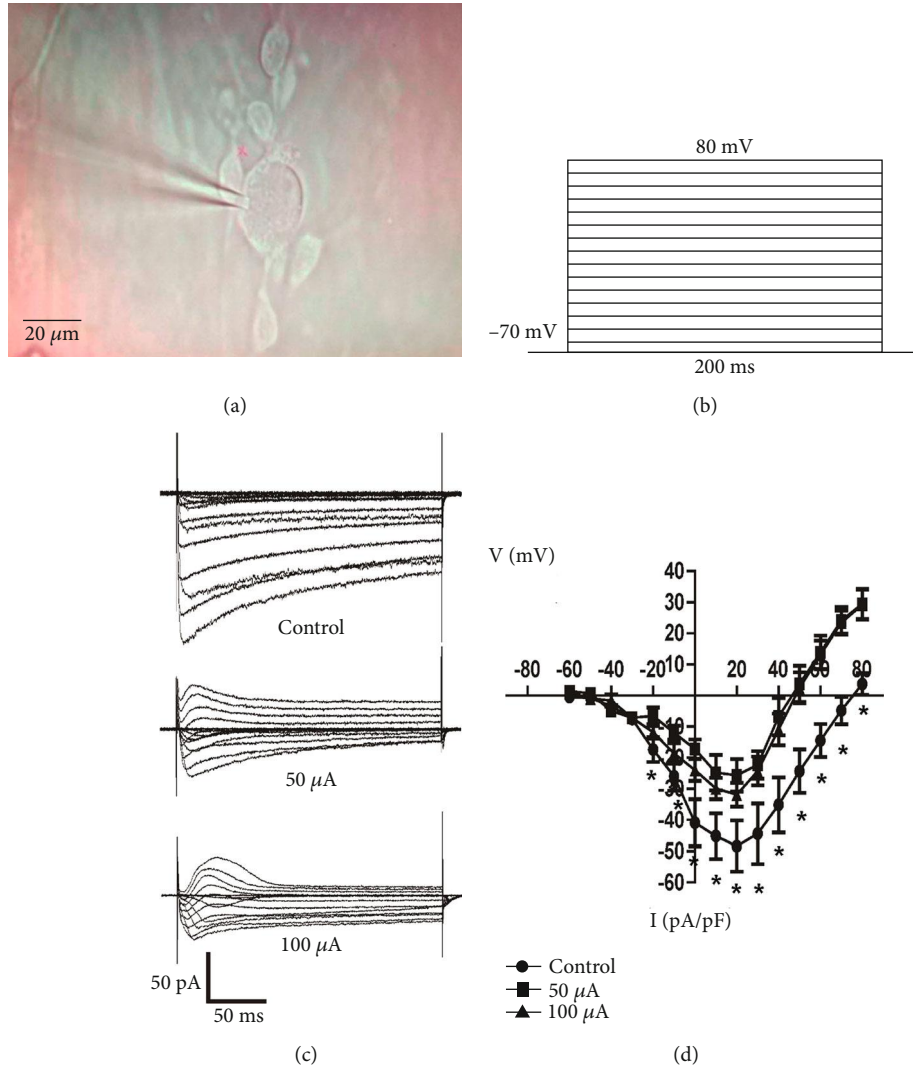 20 μm
(a)
80 mV
−70 mV
200 ms
(b)
Control
50 μA
100 μA
50 pA
50 ms
(c)
V (mV)
40
30
20
10
-80 -60 -40 -20 20 40 60 80
-10
-20
-30
-40
-50
-60
* * * * * * * * * * *
I (pA/pF)
Control
50 μA
100 μA
(d)